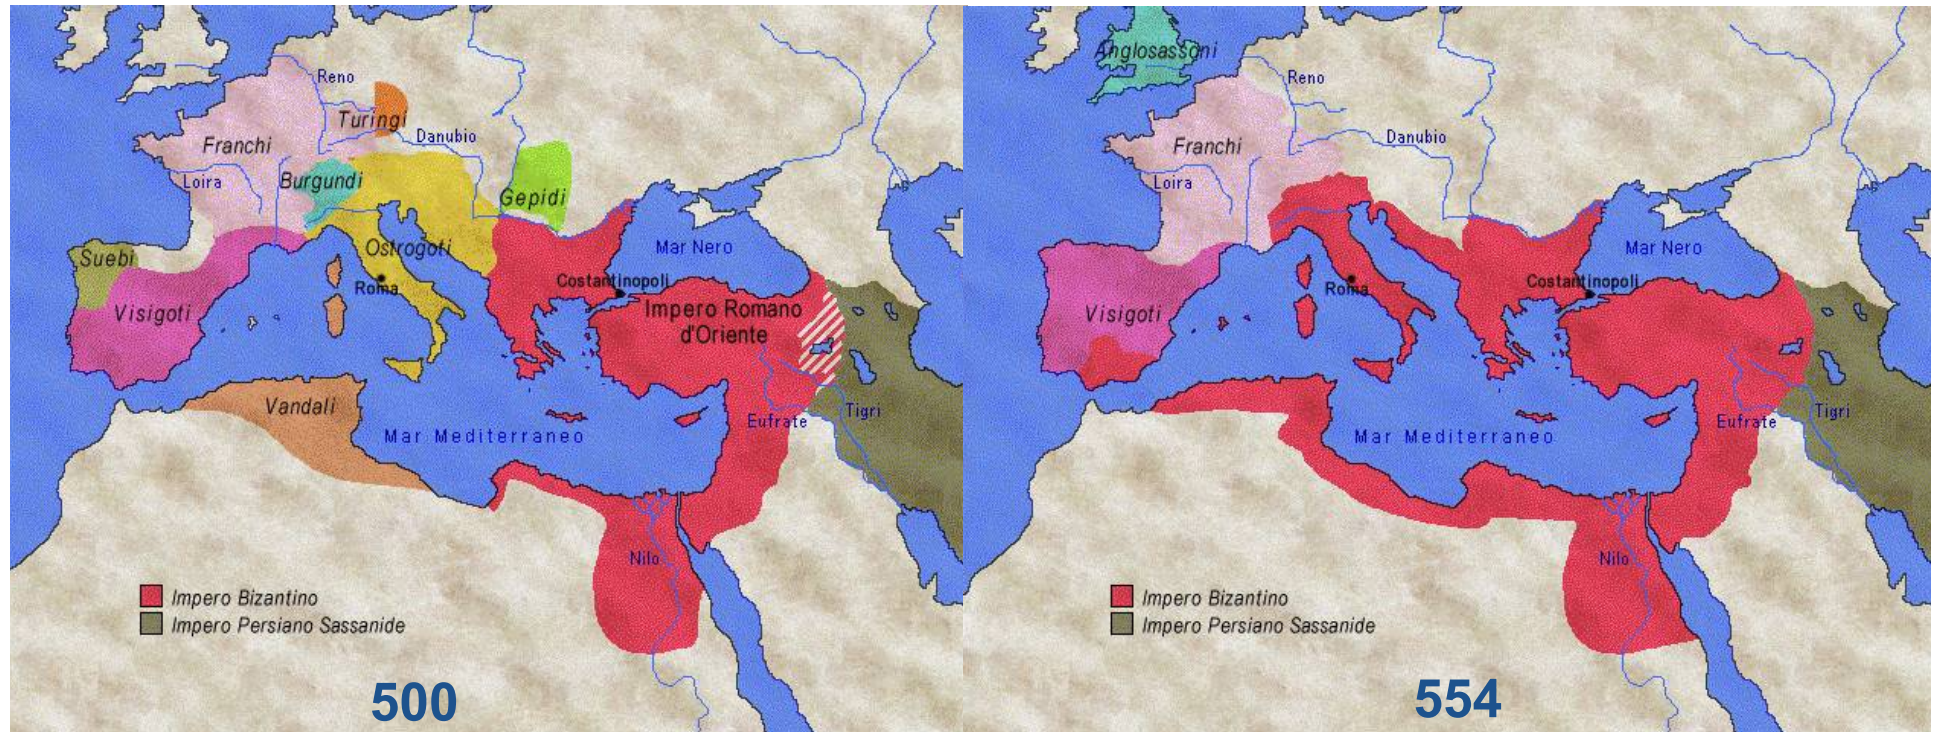 Reno
Turingi
Danubio
Franchi
Loira
Burgundi
Gepidi
Suebi
Ostrogoti
Mar Nero
Visigoti
Roma
Costantinopoli
Impero Romano
d'Oriente
Vandali
Eufrate
Tigri
Mar Mediterraneo
Nilo
Impero Bizantino
Impero Persiano Sassanide
500
Anglosassoni
Reno
Franchi
Danubio
Loira
Mar Nero
Visigoti
Roma
Costantinopoli
Eufrate
Tigri
Mar Mediterraneo
Nilo
Impero Bizantino
Impero Persiano Sassanide
554